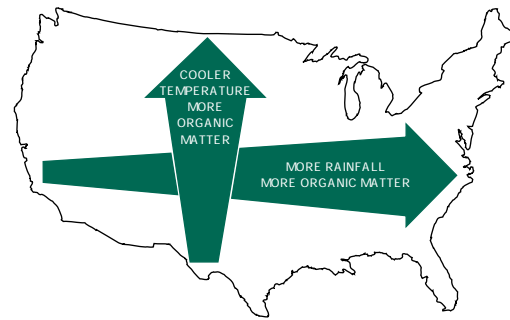 COOLER
TEMPERATURE
MORE
ORGANIC
MATTER
MORE RAINFALL
MORE ORGANIC MATTER